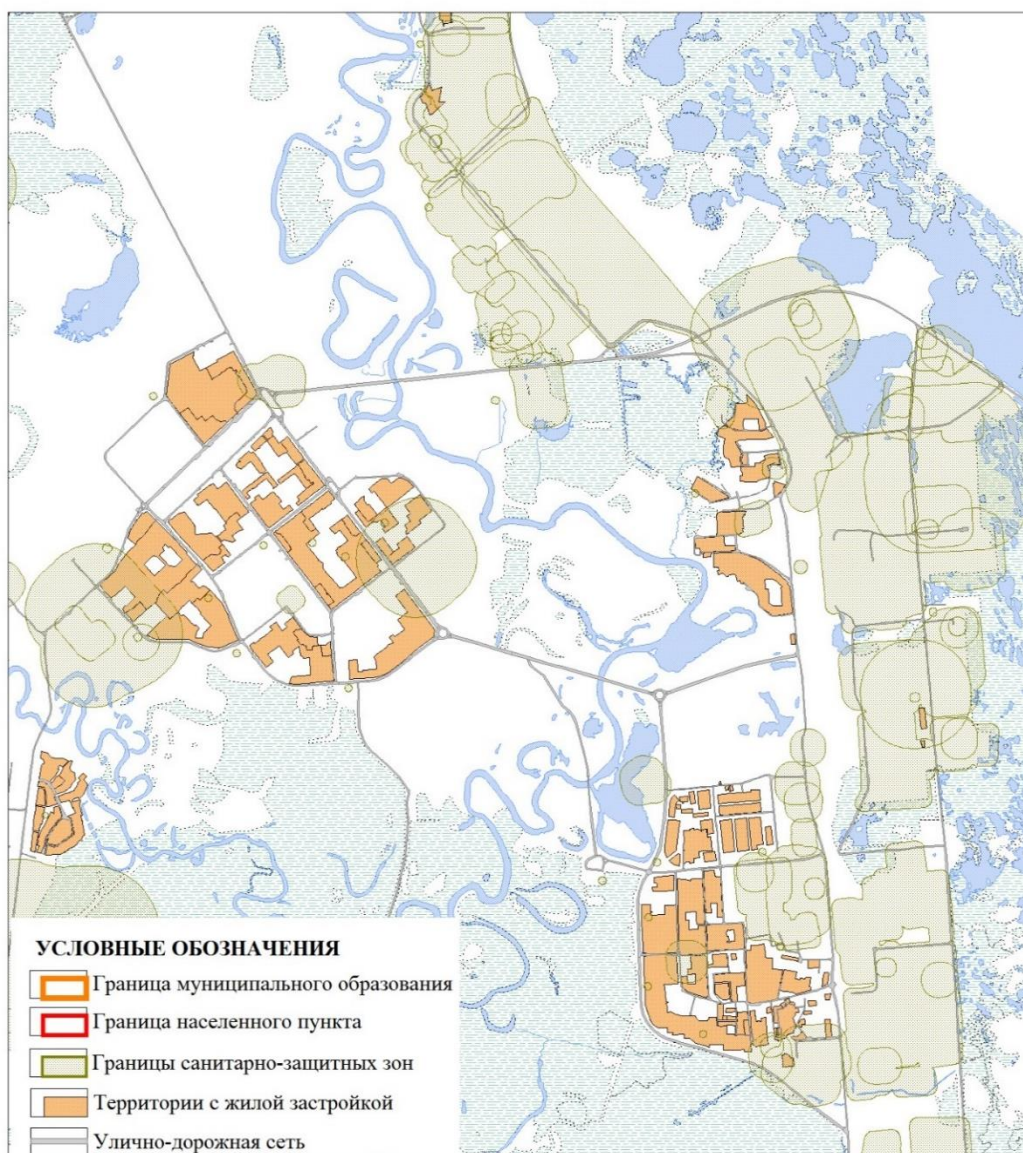 УСЛОВНЫЕ ОБОЗНАЧЕНИЯ
Граница муниципального образования
Граница населенного пункта
Границы санитарно-защитных зон
Территории с жилой застройкой
Улично-дорожная сеть